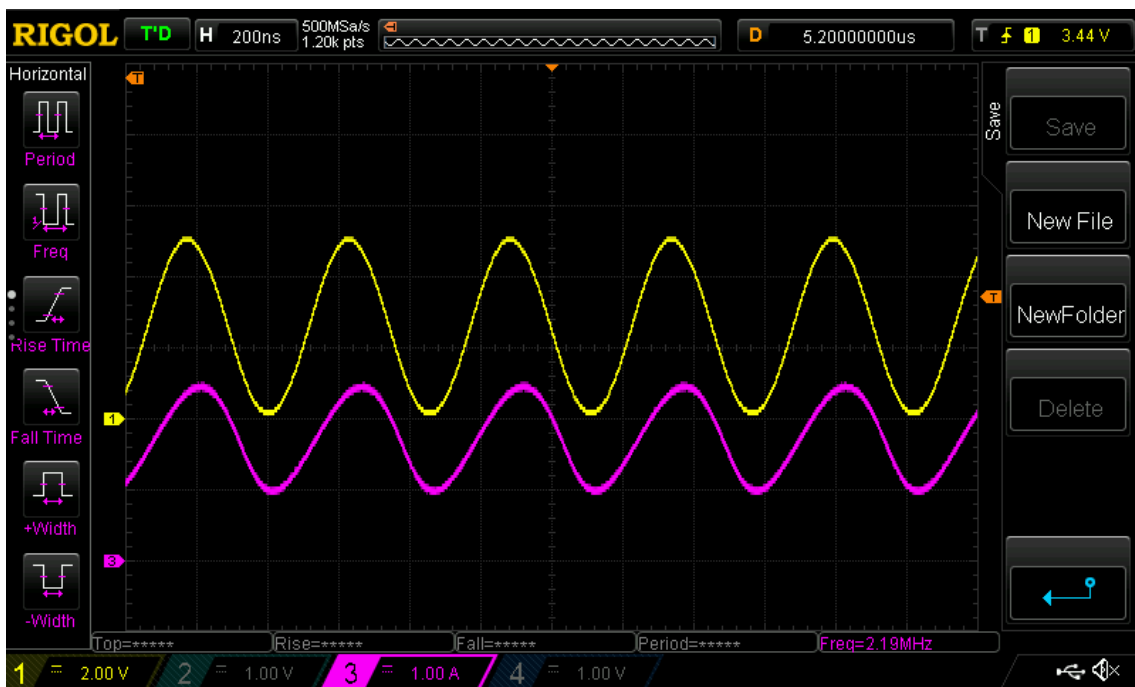 RIGOL T'D H 200ns 500MSa/s 1.20k pts D 5.20000000us T 1 3.44 V
Horizontal
Period
1/
Freq
Rise Time
Fall Time
+Width
-Width
T
T
1
3
Save
Save
New File
NewFolder
Delete
Top=***** Rise=***** Fall=***** Period=***** Freq=2.19MHz
1 2.00 V 2 1.00 V 3 1.00 A 4 1.00 V